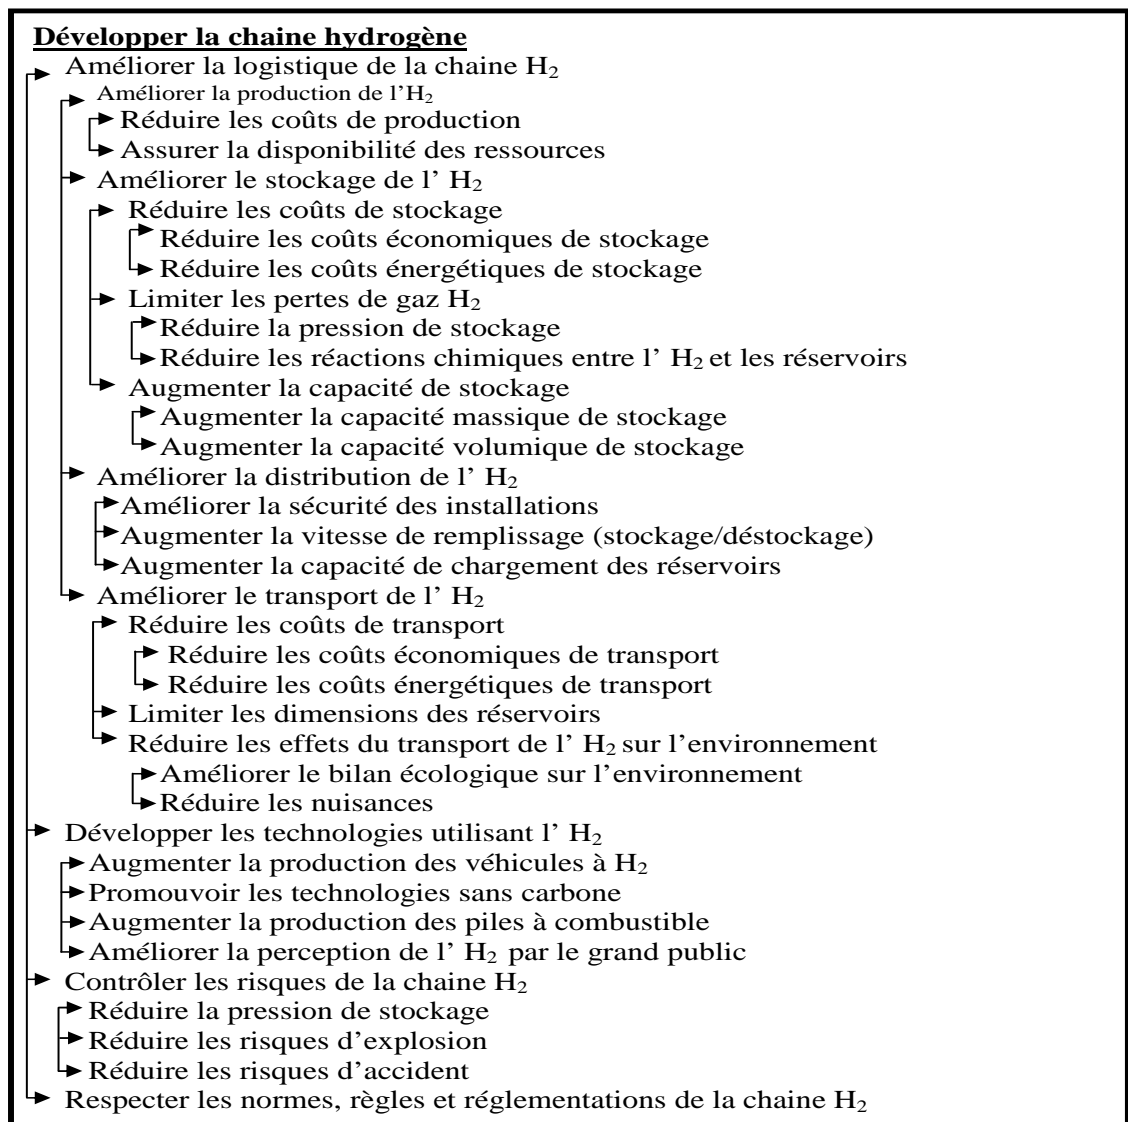 Développer la chaine hydrogène
Améliorer la logistique de la chaine H₂
Améliorer la production de l'H₂
Réduire les coûts de production
Assurer la disponibilité des ressources
Améliorer le stockage de l' H₂
Réduire les coûts de stockage
Réduire les coûts économiques de stockage
Réduire les coûts énergétiques de stockage
Limiter les pertes de gaz H₂
Réduire la pression de stockage
Réduire les réactions chimiques entre l' H₂ et les réservoirs
Augmenter la capacité de stockage
Augmenter la capacité massique de stockage
Augmenter la capacité volumique de stockage
Améliorer la distribution de l' H₂
Améliorer la sécurité des installations
Augmenter la vitesse de remplissage (stockage/déstockage)
Augmenter la capacité de chargement des réservoirs
Améliorer le transport de l' H₂
Réduire les coûts de transport
Réduire les coûts économiques de transport
Réduire les coûts énergétiques de transport
Limiter les dimensions des réservoirs
Réduire les effets du transport de l' H₂ sur l'environnement
Améliorer le bilan écologique sur l'environnement
Réduire les nuisances
Développer les technologies utilisant l' H₂
Augmenter la production des véhicules à H₂
Promouvoir les technologies sans carbone
Augmenter la production des piles à combustible
Améliorer la perception de l' H₂ par le grand public
Contrôler les risques de la chaine H₂
Réduire la pression de stockage
Réduire les risques d'explosion
Réduire les risques d'accident
Respecter les normes, règles et réglementations de la chaine H₂